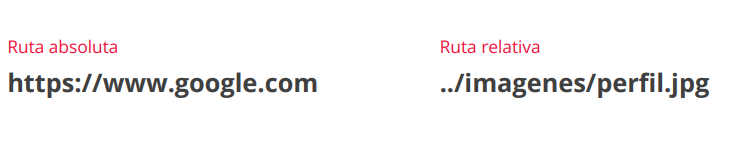 Ruta absoluta
https://www.google.com
Ruta relativa
../imagenes/perfil.jpg